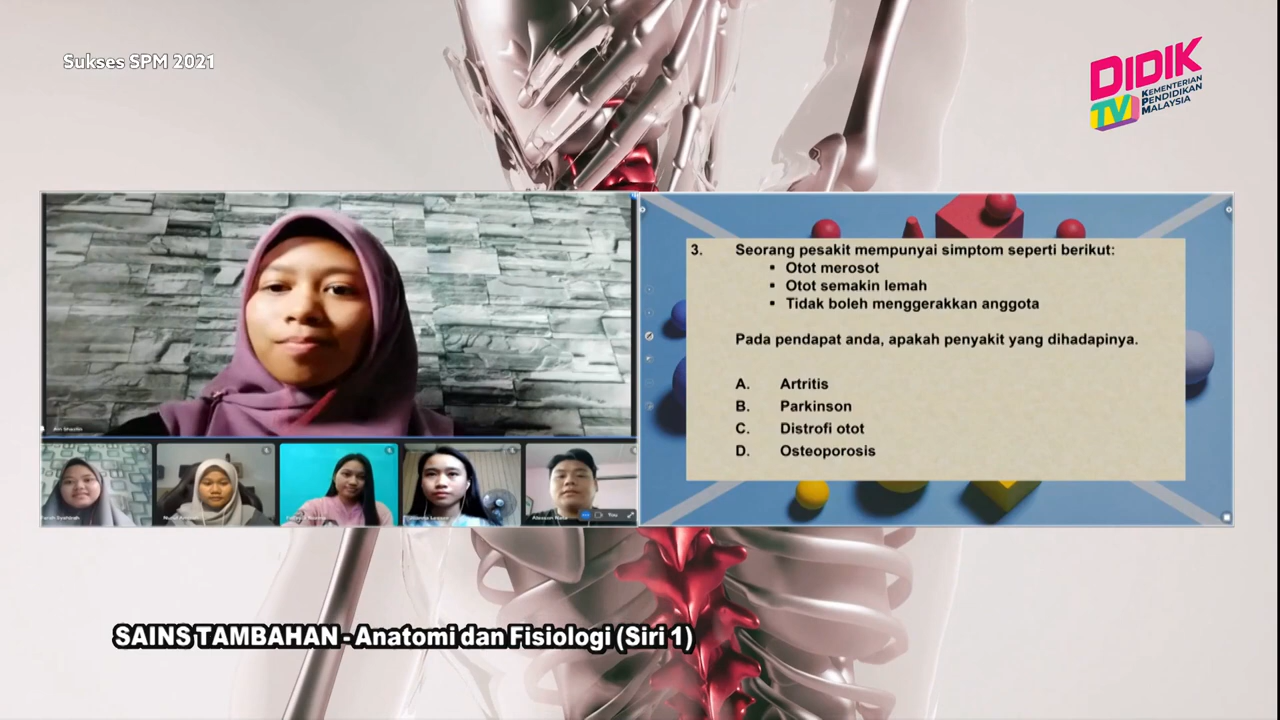 Sukses SPM 2021
DIDIK
TV
KEMENTERIAN
PENDIDIKAN
MALAYSIA
3. Seorang pesakit mempunyai simptom seperti berikut:
• Otot merosot
• Otot semakin lemah
• Tidak boleh menggerakkan anggota
Pada pendapat anda, apakah penyakit yang dihadapinya.
A. Artritis
B. Parkinson
C. Distrofi otot
D. Osteoporosis
You
SAINS TAMBAHAN - Anatomi dan Fisiologi (Siri 1)